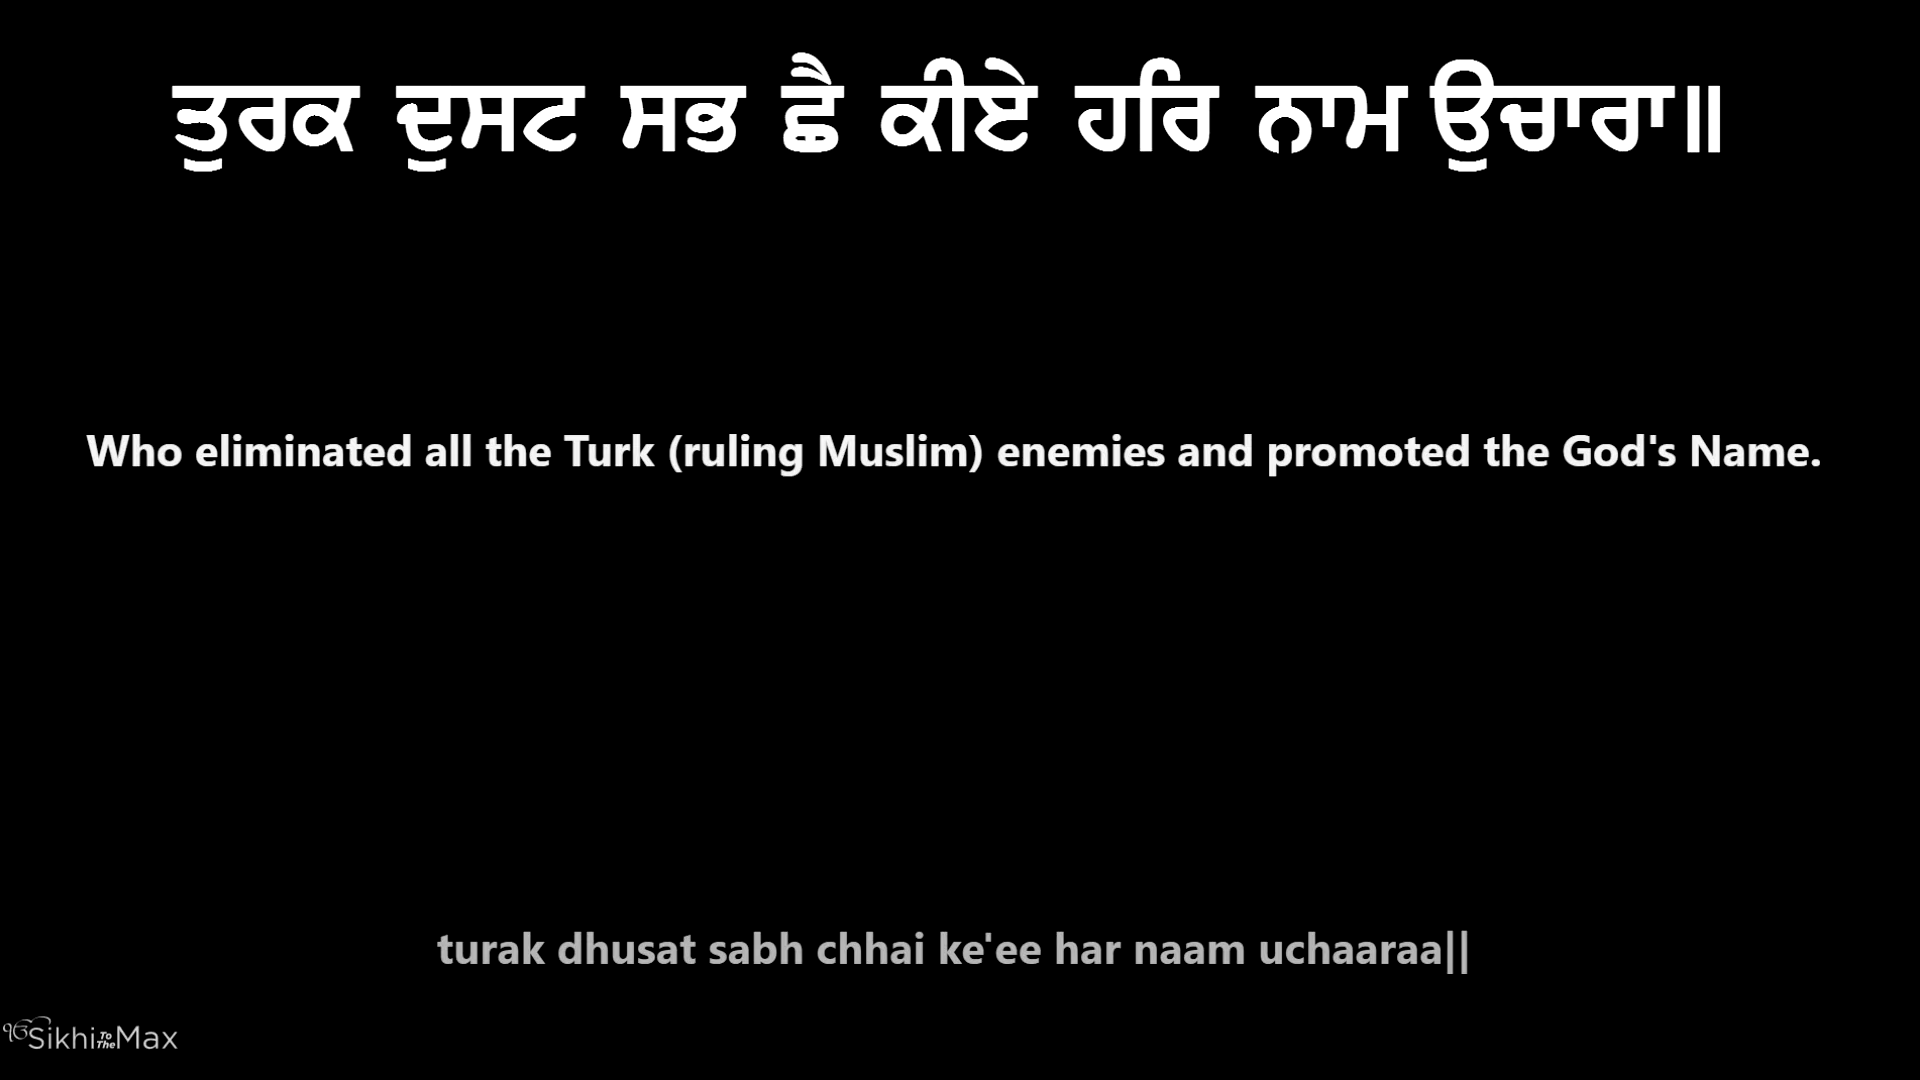 ਤੁਰਕ ਦੁਸਟ ਸਭ ਛੈ ਕੀਏ ਹਰਿ ਨਾਮ ਉਚਾਰਾ॥
Who eliminated all the Turk (ruling Muslim) enemies and promoted the God's Name.
turak dhusat sabh chhai ke'ee har naam uchaaraa||
ੴSikhiToTheMax